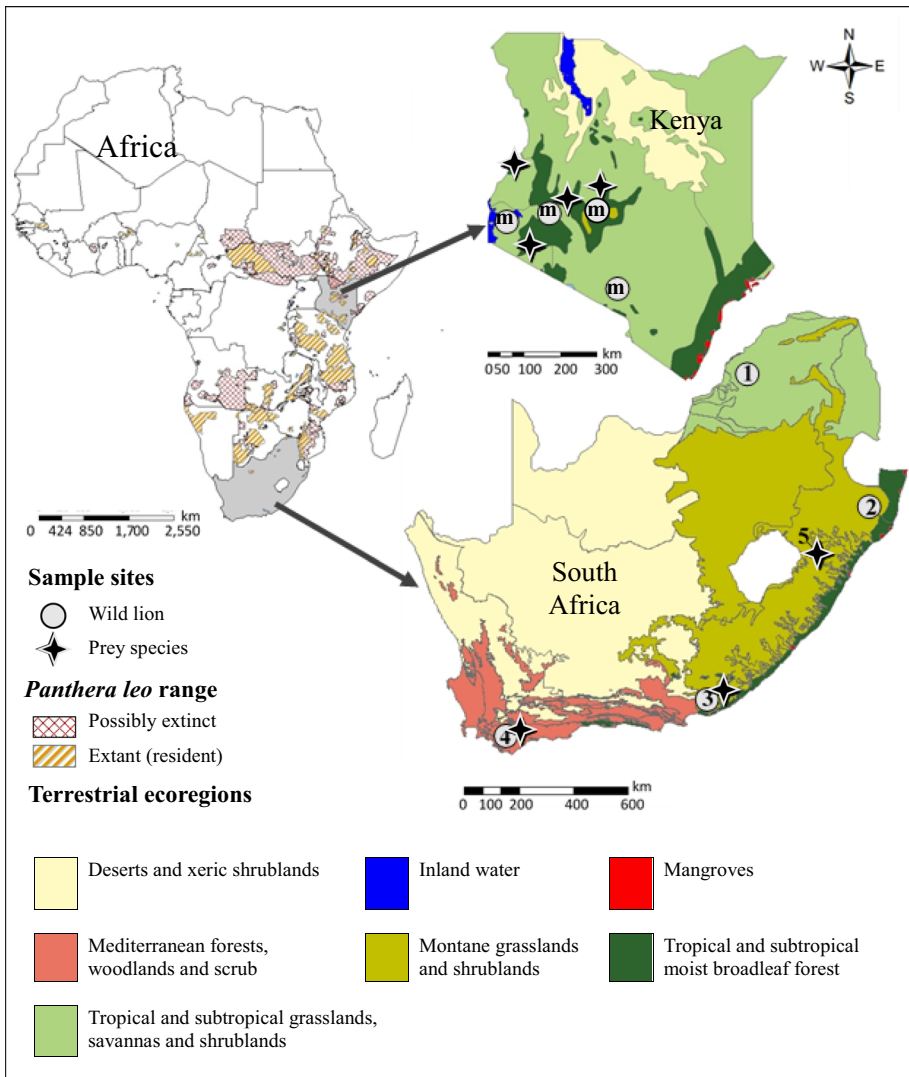 Africa
Kenya
N
W E
S
m m m
m
km
050 100 200 300
1
2
5
South
Africa
3
4
km
0 424 850 1,700 2,550
km
0 100 200 400 600
Sample sites
Wild lion
Prey species
Panthera leo range
Possibly extinct
Extant (resident)
Terrestrial ecoregions
Deserts and xeric shrublands
Inland water
Mangroves
Mediterranean forests,
woodlands and scrub
Montane grasslands
and shrublands
Tropical and subtropical
moist broadleaf forest
Tropical and subtropical grasslands,
savannas and shrublands